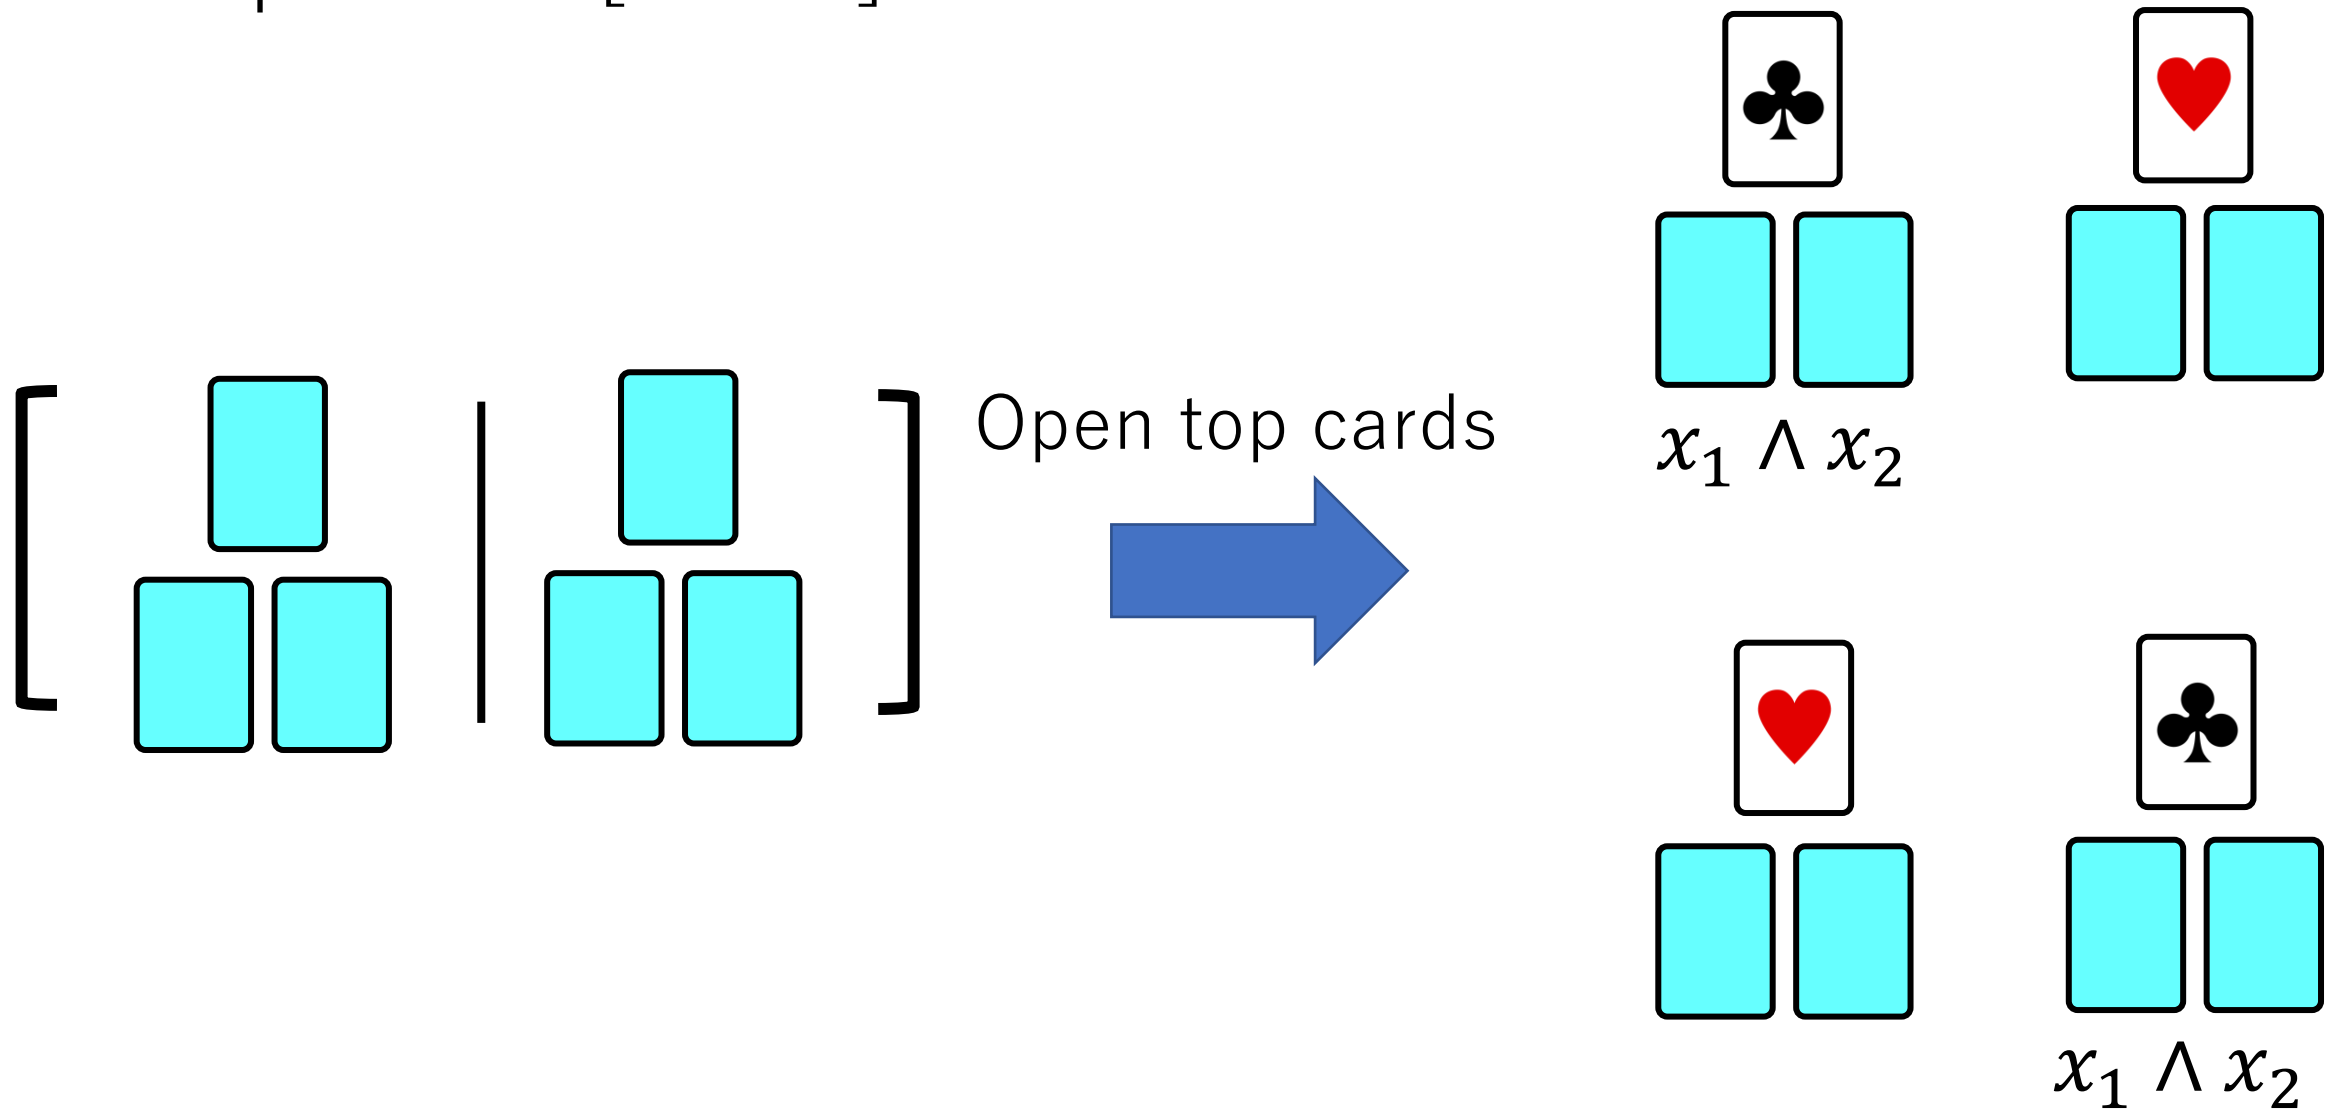 Open top cards
x₁ ∧ x₂
x₁ ∧ x₂